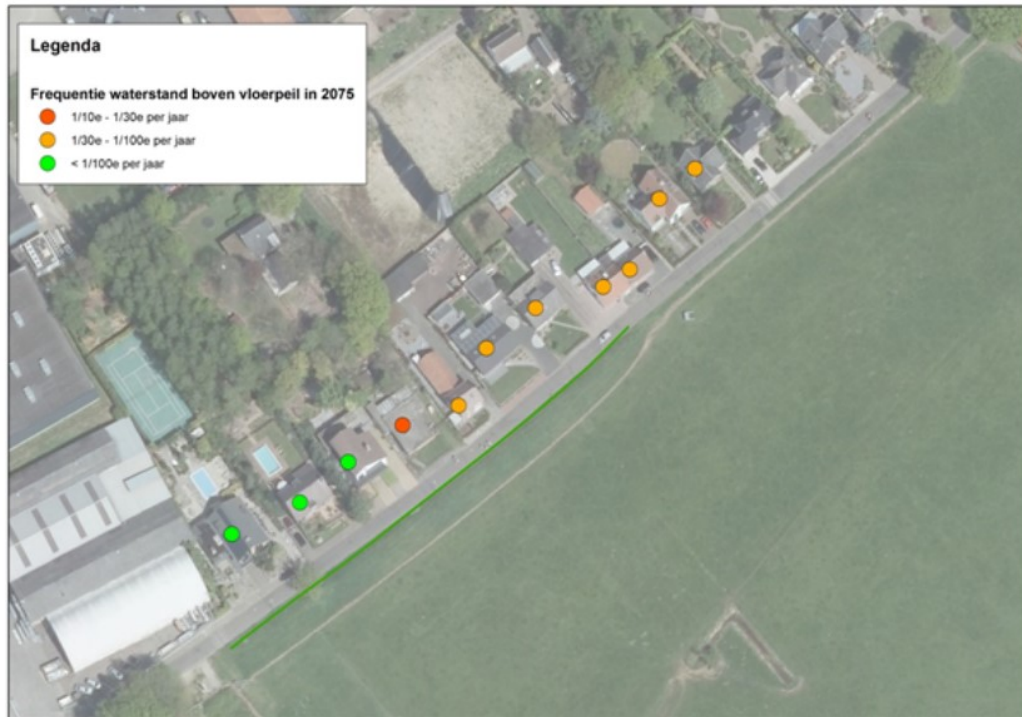 Legenda
Frequentie waterstand boven vloerpeil in 2075
1/10e - 1/30e per jaar
1/30e - 1/100e per jaar
< 1/100e per jaar